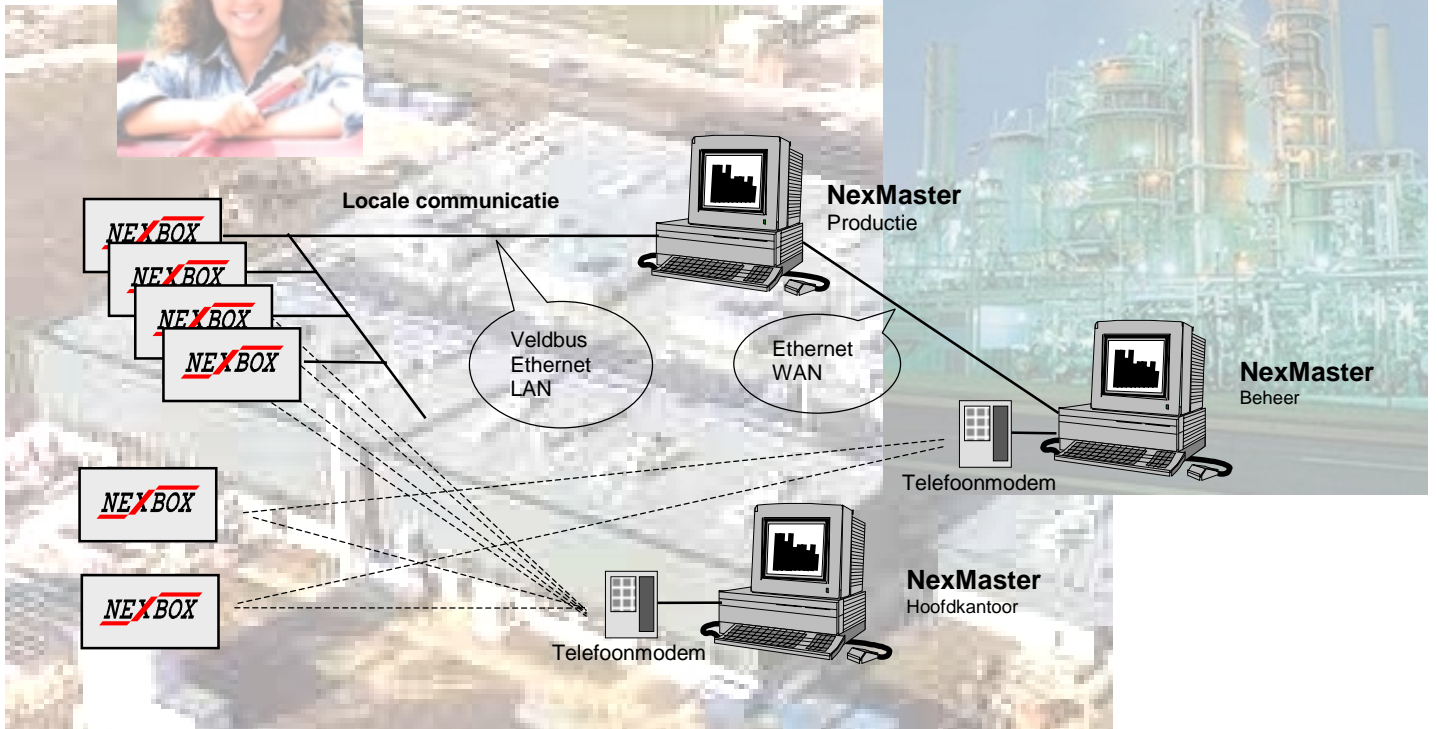 Locale communicatie
NexMaster
Productie
NEXBOX
NEXBOX
NEXBOX
NEXBOX
Veldbus
Ethernet
LAN
Ethernet
WAN
NexMaster
Beheer
Telefoonmodem
NEXBOX
NEXBOX
NexMaster
Hoofdkantoor
Telefoonmodem